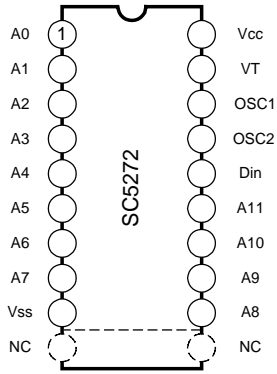 A0 1 Vcc
A1 VT
A2 OSC1
A3 OSC2
A4 Din
SC5272
A5 A11
A6 A10
A7 A9
Vss A8
NC NC